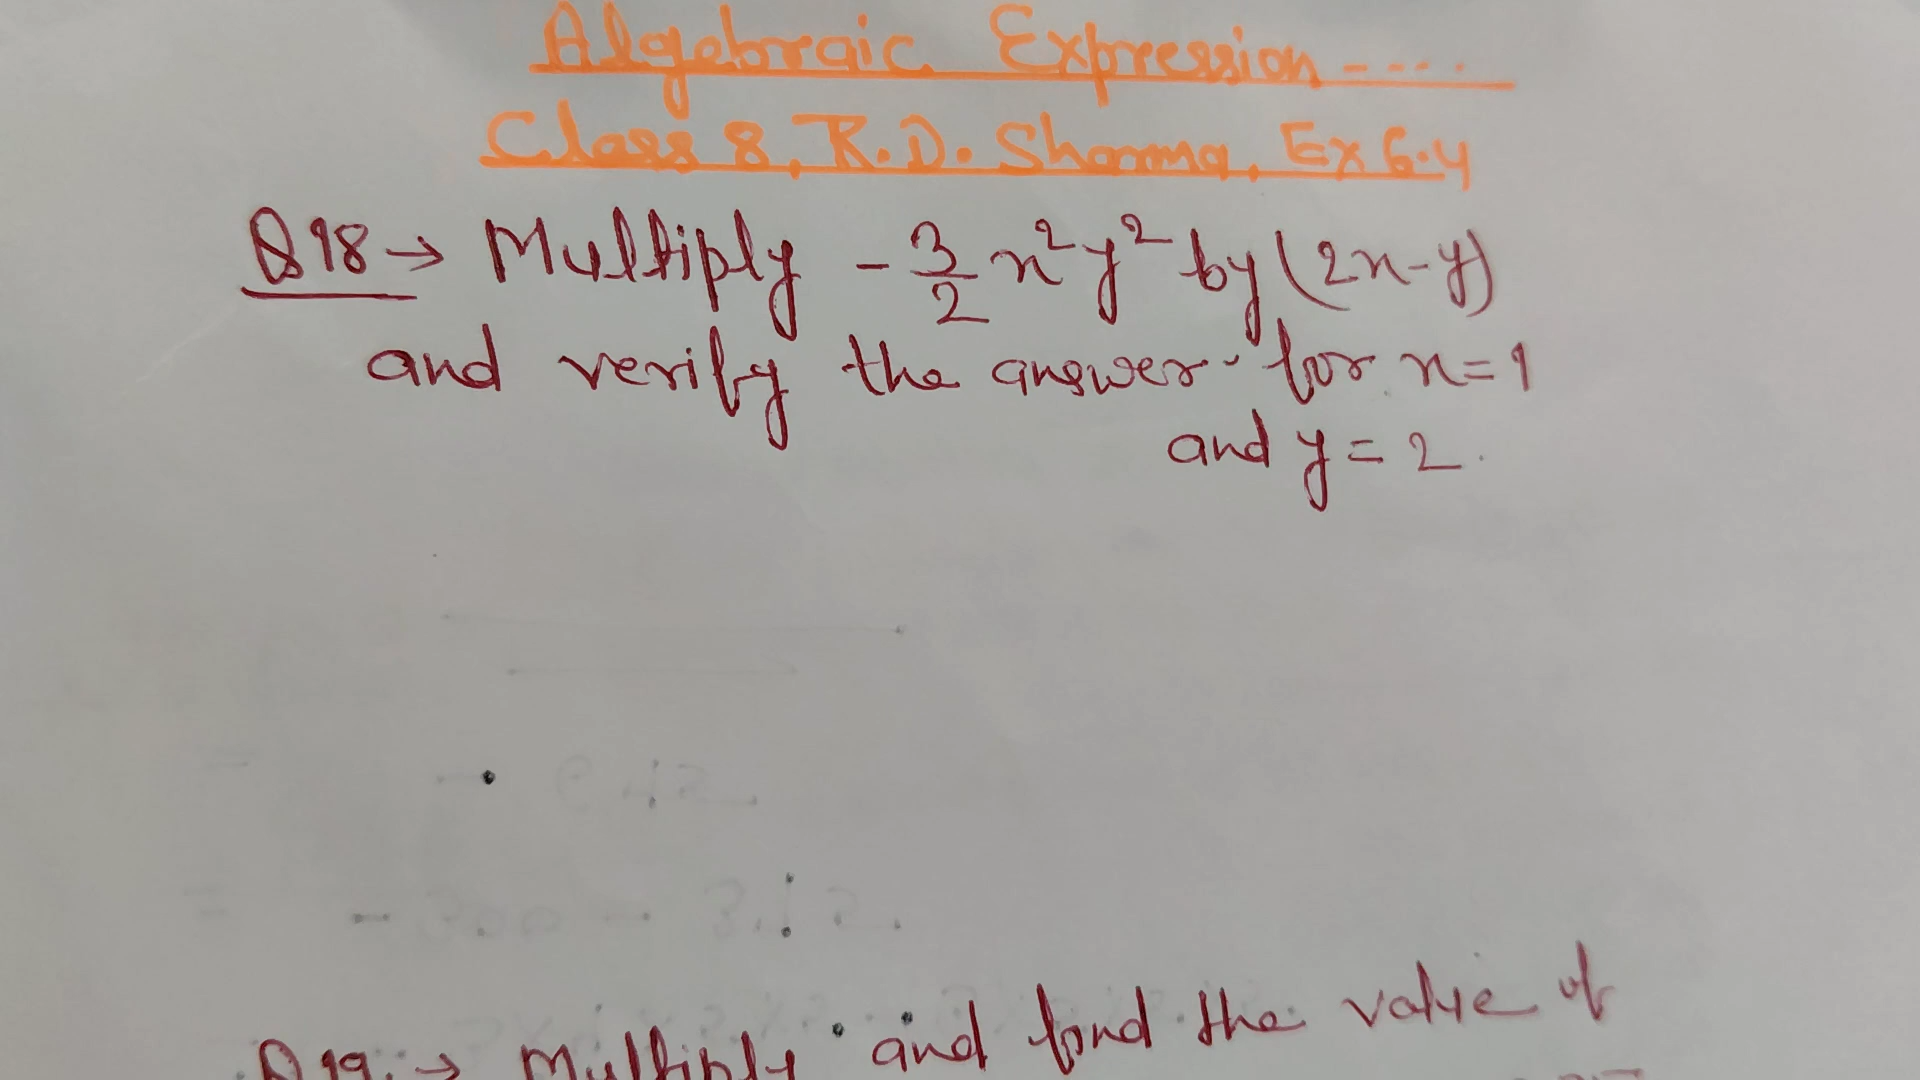 Algebraic Expression -....
Class 8, R.D. Sharma, Ex 6.4
Q18 → Multiply - 3/2 x²y² by (2x-y)
and verify the answer for x=1
and y = 2.
Q19. → Multiply and find the value of